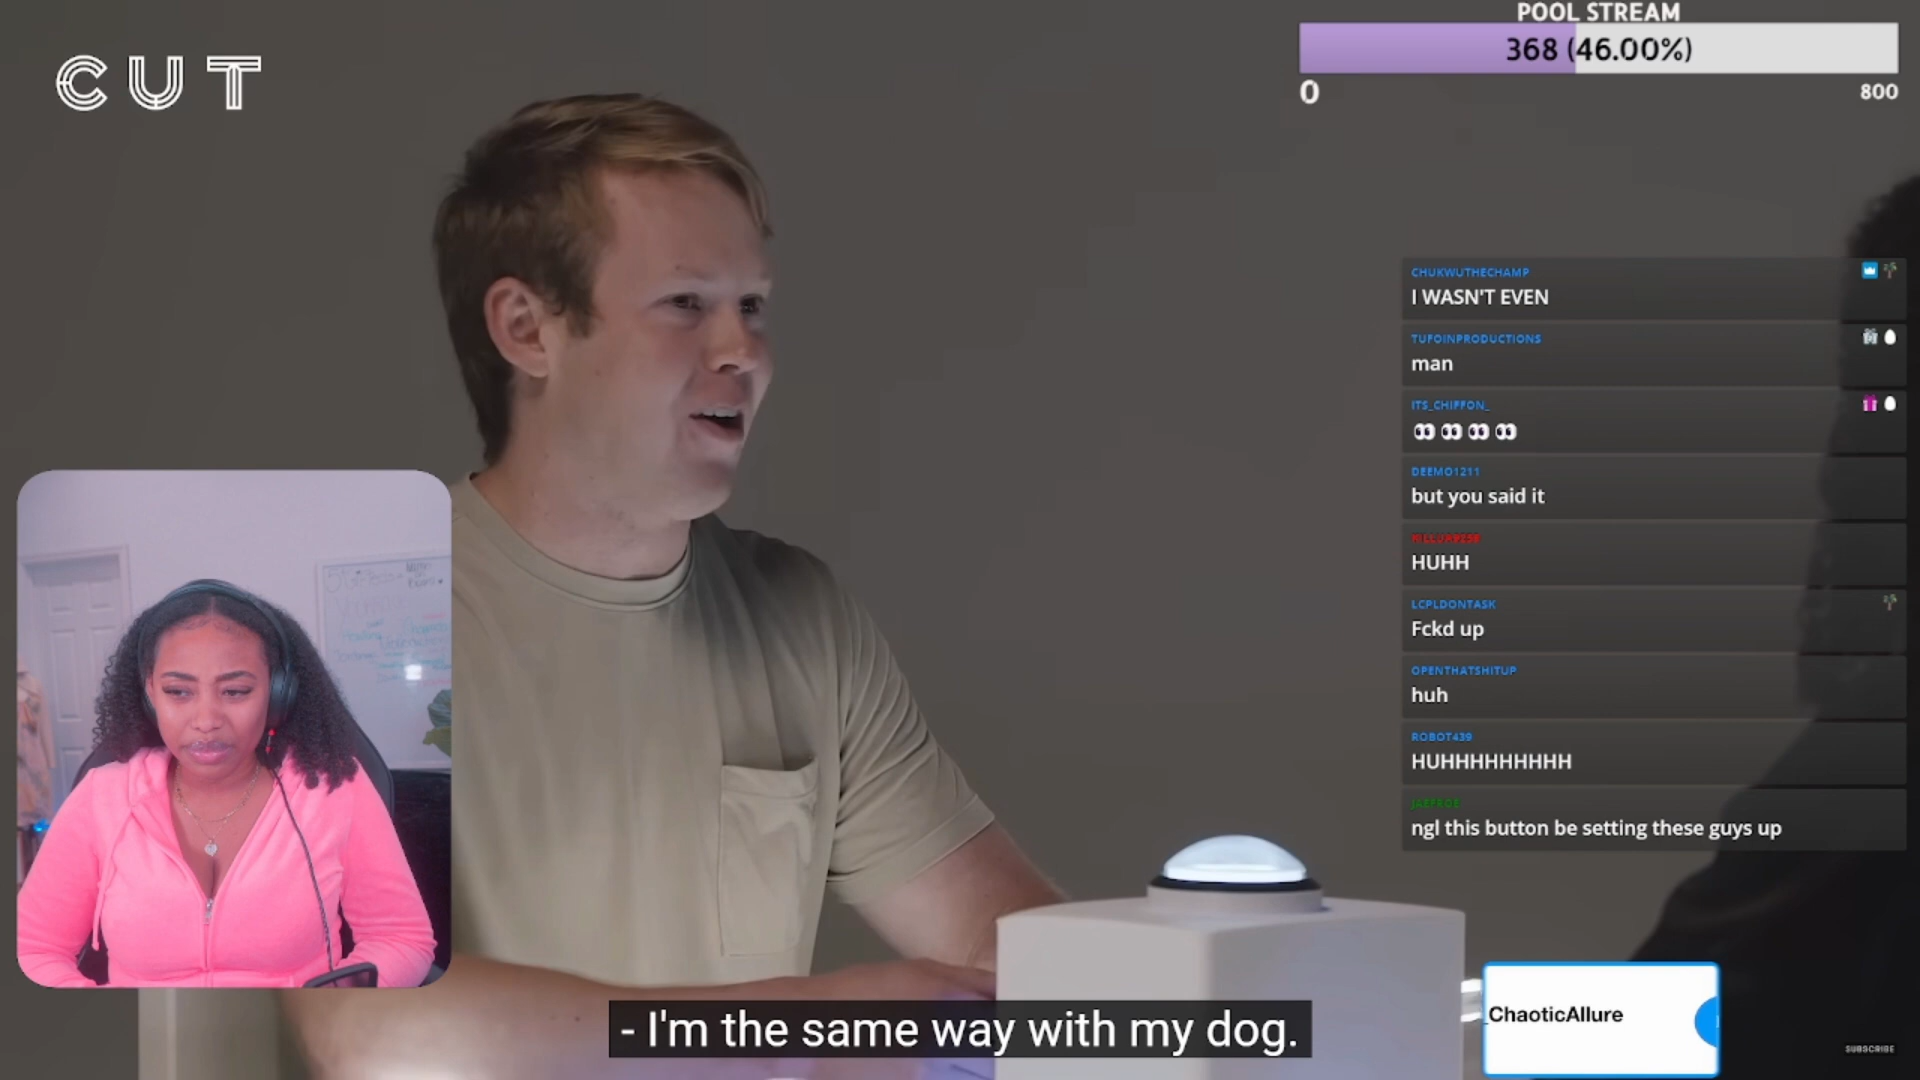 CUT
POOL STREAM
368 (46.00%)
0
800
CHUKWUTHECHAMP
I WASN'T EVEN
TUFOINPRODUCTIONS
man
ITS_CHIFFON_
DEEMO1211
but you said it
HUHH
LCPLDONTASK
Fckd up
OPENTHATSHITUP
huh
ROBOT439
HUHHHHHHHHHH
ngl this button be setting these guys up
- I'm the same way with my dog.
ChaoticAllure
SUBSCRIBE